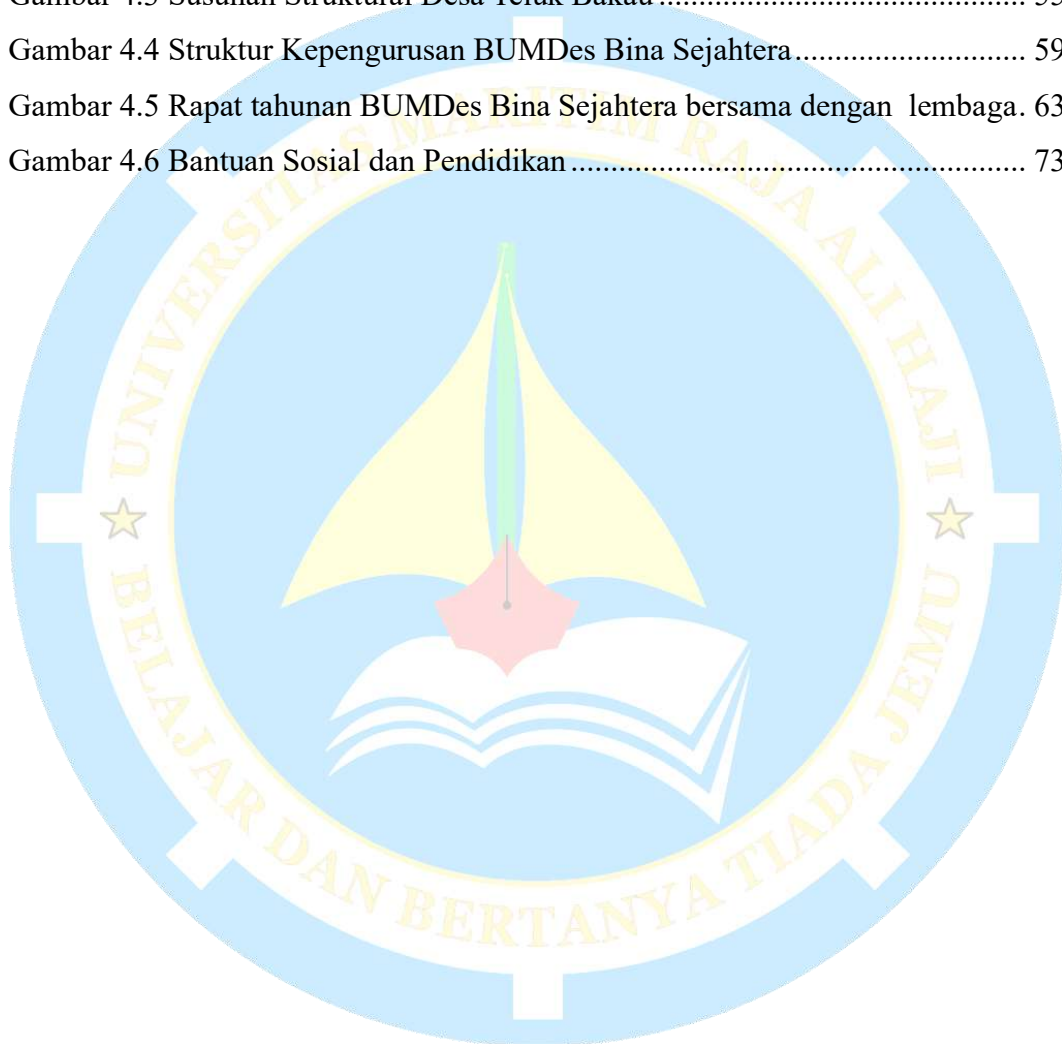 Gambar 4.3 Susunan Struktural Desa Teluk Bakau ........................................ 55
Gambar 4.4 Struktur Kepengurusan BUMDes Bina Sejahtera ......................... 59
Gambar 4.5 Rapat tahunan BUMDes Bina Sejahtera bersama dengan lembaga. 63
Gambar 4.6 Bantuan Sosial dan Pendidikan .................................................. 73
UNIVERSITAS MARITIM RAJA ALI HAJI
BELAJAR DAN BERTANYA TIADA JEMU